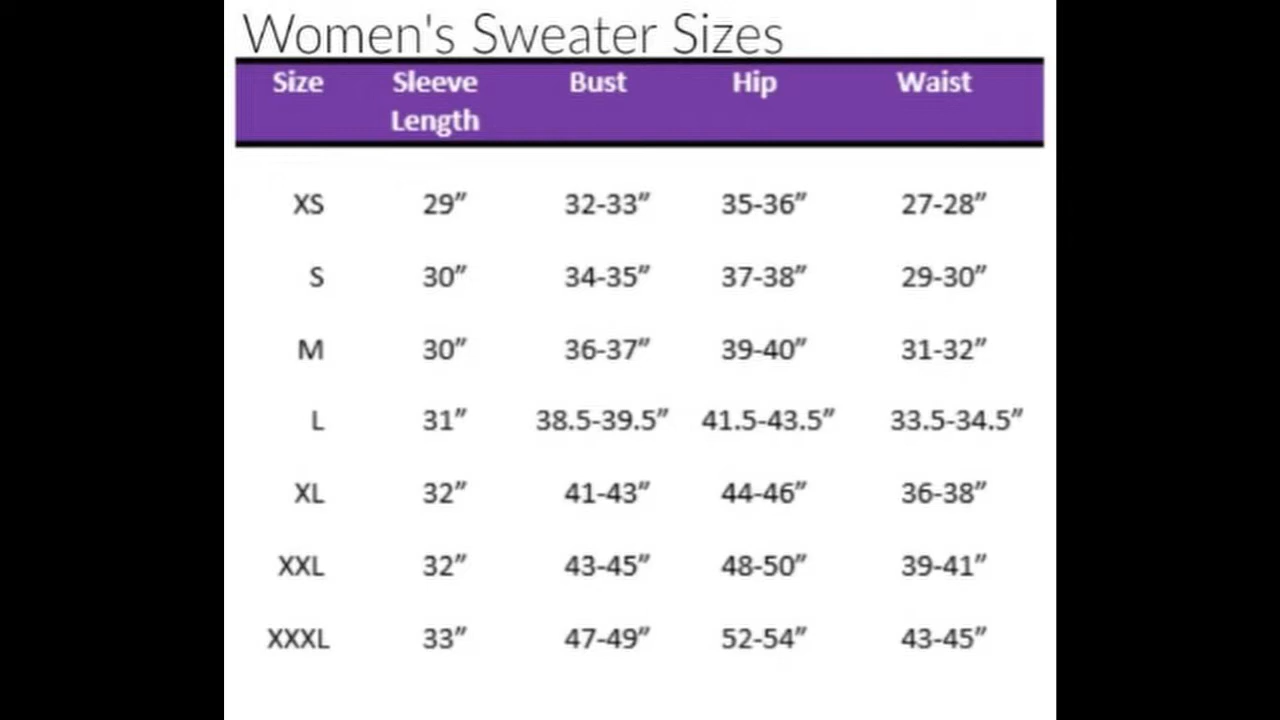 Women's Sweater Sizes
Size Sleeve Length Bust Hip Waist
XS 29” 32-33” 35-36” 27-28”
S 30” 34-35” 37-38” 29-30”
M 30” 36-37” 39-40” 31-32”
L 31” 38.5-39.5” 41.5-43.5” 33.5-34.5”
XL 32” 41-43” 44-46” 36-38”
XXL 32” 43-45” 48-50” 39-41”
XXXL 33” 47-49” 52-54” 43-45”